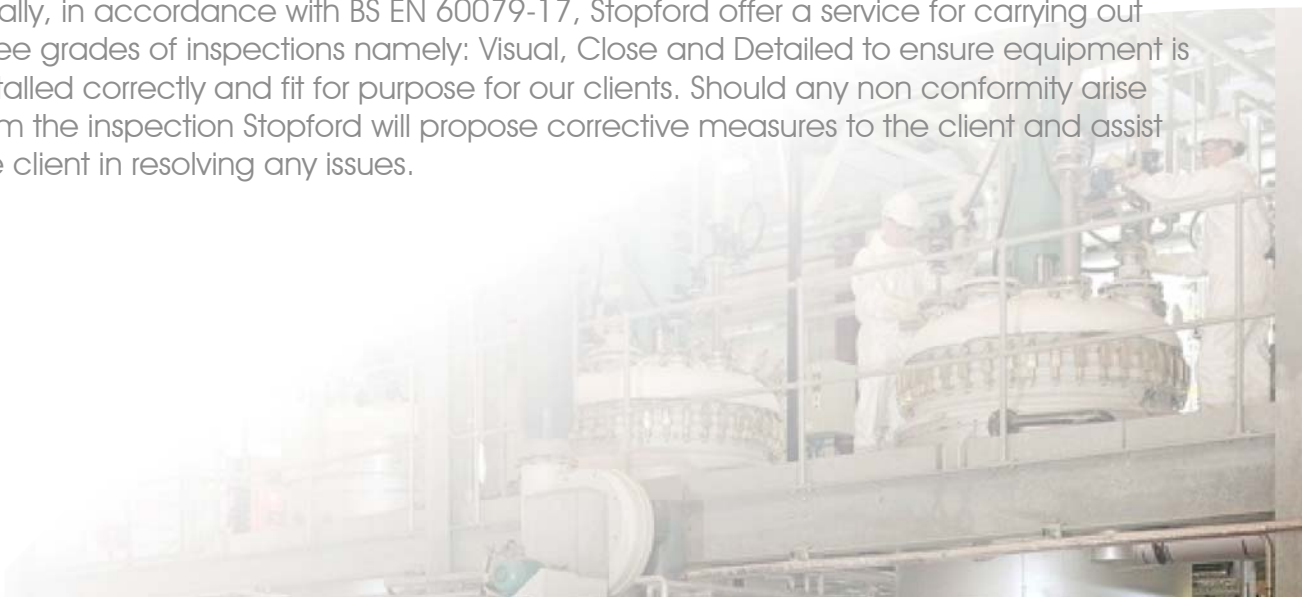 ally, in accordance with BS EN 60079-17, Stopford offer a service for carrying out
ee grades of inspections namely: Visual, Close and Detailed to ensure equipment is
talled correctly and fit for purpose for our clients. Should any non conformity arise
m the inspection Stopford will propose corrective measures to the client and assist
e client in resolving any issues.